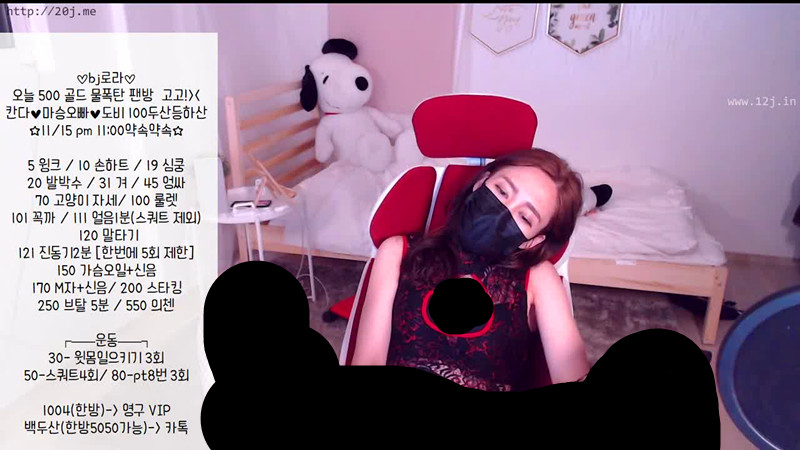 http://20j.me
♡bj로라♡
오늘 500 골드 물폭탄 팬방 고고!><
칸다♥마승오빠♥도비100두산등하산
☆11/15 pm 11:00약속약속☆
5 윙크 / 10 손하트 / 19 심쿵
20 발박수 / 31 겨 / 45 엉싸
70 고양이 자세/ 100 룰렛
101 꼭까 / 111 얼음1분(스쿼트 제외)
120 말타기
121 진동기2분 [한번에 5회 제한]
150 가슴오일+신음
170 M자+신음/ 200 스타킹
250 브탈 5분 / 550 의첸
┌──운동──┐
30- 윗몸일으키기 3회
50-스쿼트4회/ 80-pt8번 3회
1004(한방)-> 영구 VIP
백두산(한방5050가능)-> 카톡
www.12j.in